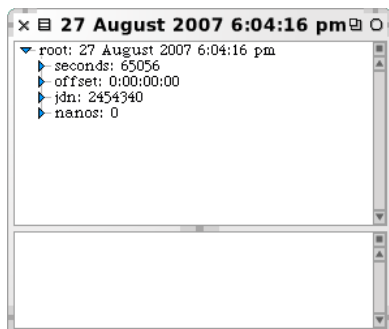 27 August 2007 6:04:16 pm
root: 27 August 2007 6:04:16 pm
seconds: 65056
offset: 0:00:00:00
jdn: 2454340
nanos: 0